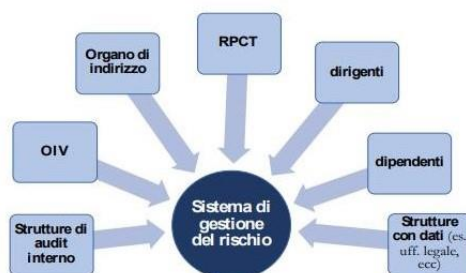 Organo di
indirizzo
RPCT
dirigenti
OIV
dipendenti
Sistema di
gestione
del rischio
Strutture di
audit
interno
Strutture
con dati (es.
uff. legale,
ecc)